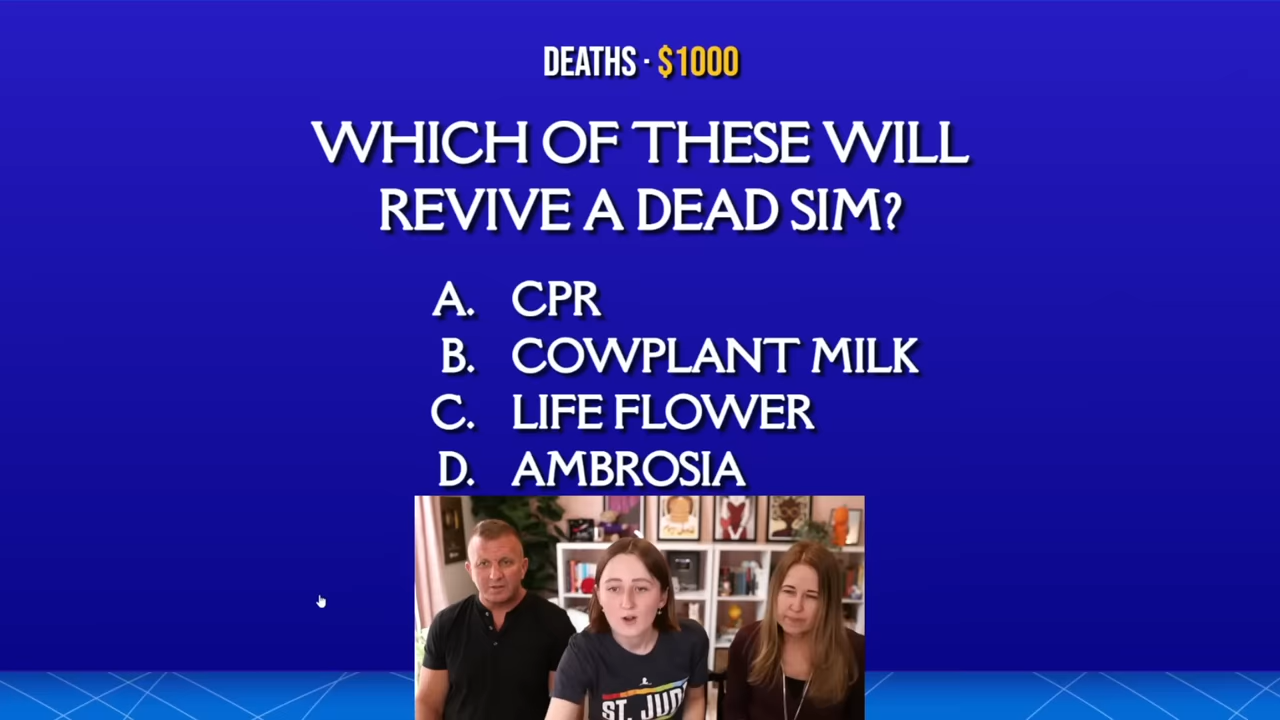 DEATHS · $1000
WHICH OF THESE WILL
REVIVE A DEAD SIM?
A. CPR
B. COWPLANT MILK
C. LIFE FLOWER
D. AMBROSIA
ST. JUD